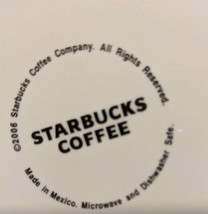 ©2006 Starbucks Coffee Company. All Rights Reserved.
STARBUCKS
COFFEE
Made in Mexico. Microwave and Dishwasher Safe.